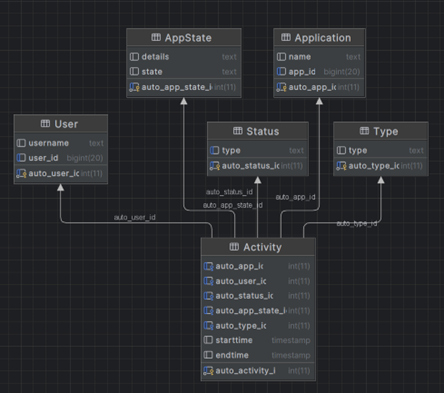 AppState
details text
state text
auto_app_state_i int(11)
Application
name text
app_id bigint(20)
auto_app_ic int(11)
User
username text
user_id bigint(20)
auto_user_ic int(11)
Status
type text
auto_status_ic int(11)
Type
type text
auto_type_ic int(11)
auto_status_id
auto_app_state_id
auto_app_id
auto_user_id
auto_type_id
Activity
auto_app_ic int(11)
auto_user_ic int(11)
auto_status_ic int(11)
auto_app_state_i int(11)
auto_type_ic int(11)
starttime timestamp
endtime timestamp
auto_activity_i int(11)